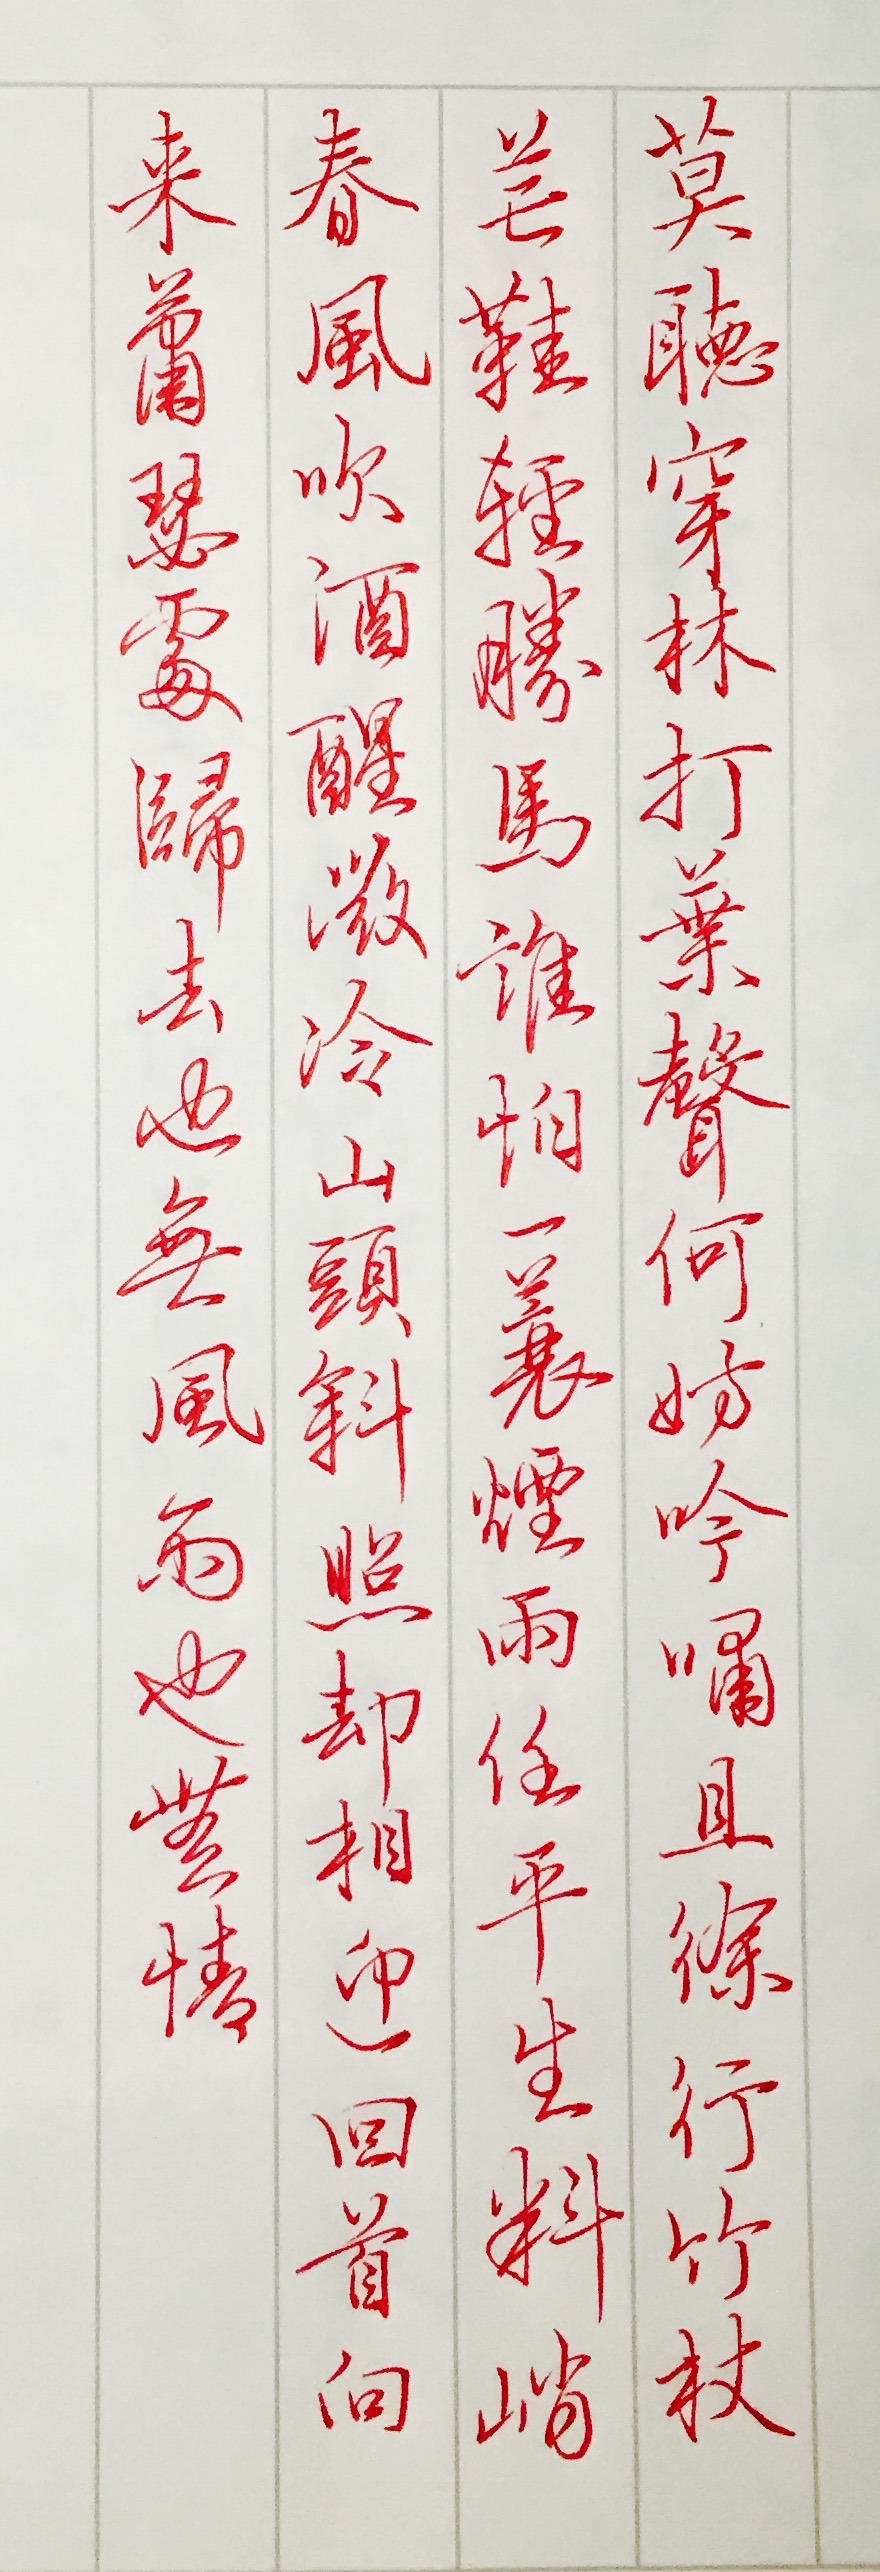 莫聽穿林打葉聲何妨吟嘯且徐行竹杖
芒鞋輕勝馬誰怕一蓑煙雨任平生料峭
春風吹酒醒微冷山頭斜照却相迎回首向
来蕭瑟處歸去也無風雨也無情